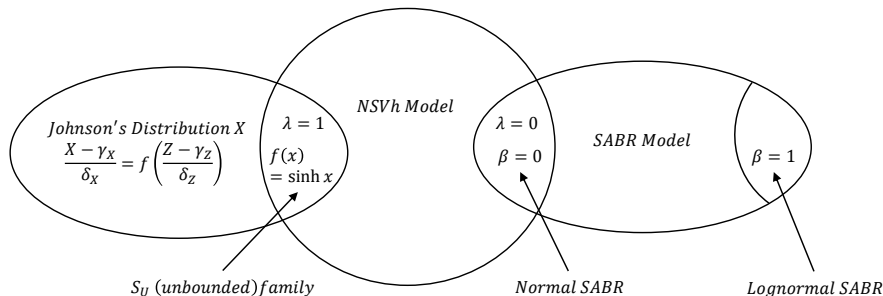 Johnson's Distribution X
(X − γ_X)/δ_X = f((Z − γ_Z)/δ_Z)
λ = 1
f(x)
= sinh x
NSVh Model
λ = 0
β = 0
SABR Model
β = 1
S_U (unbounded)family
Normal SABR
Lognormal SABR